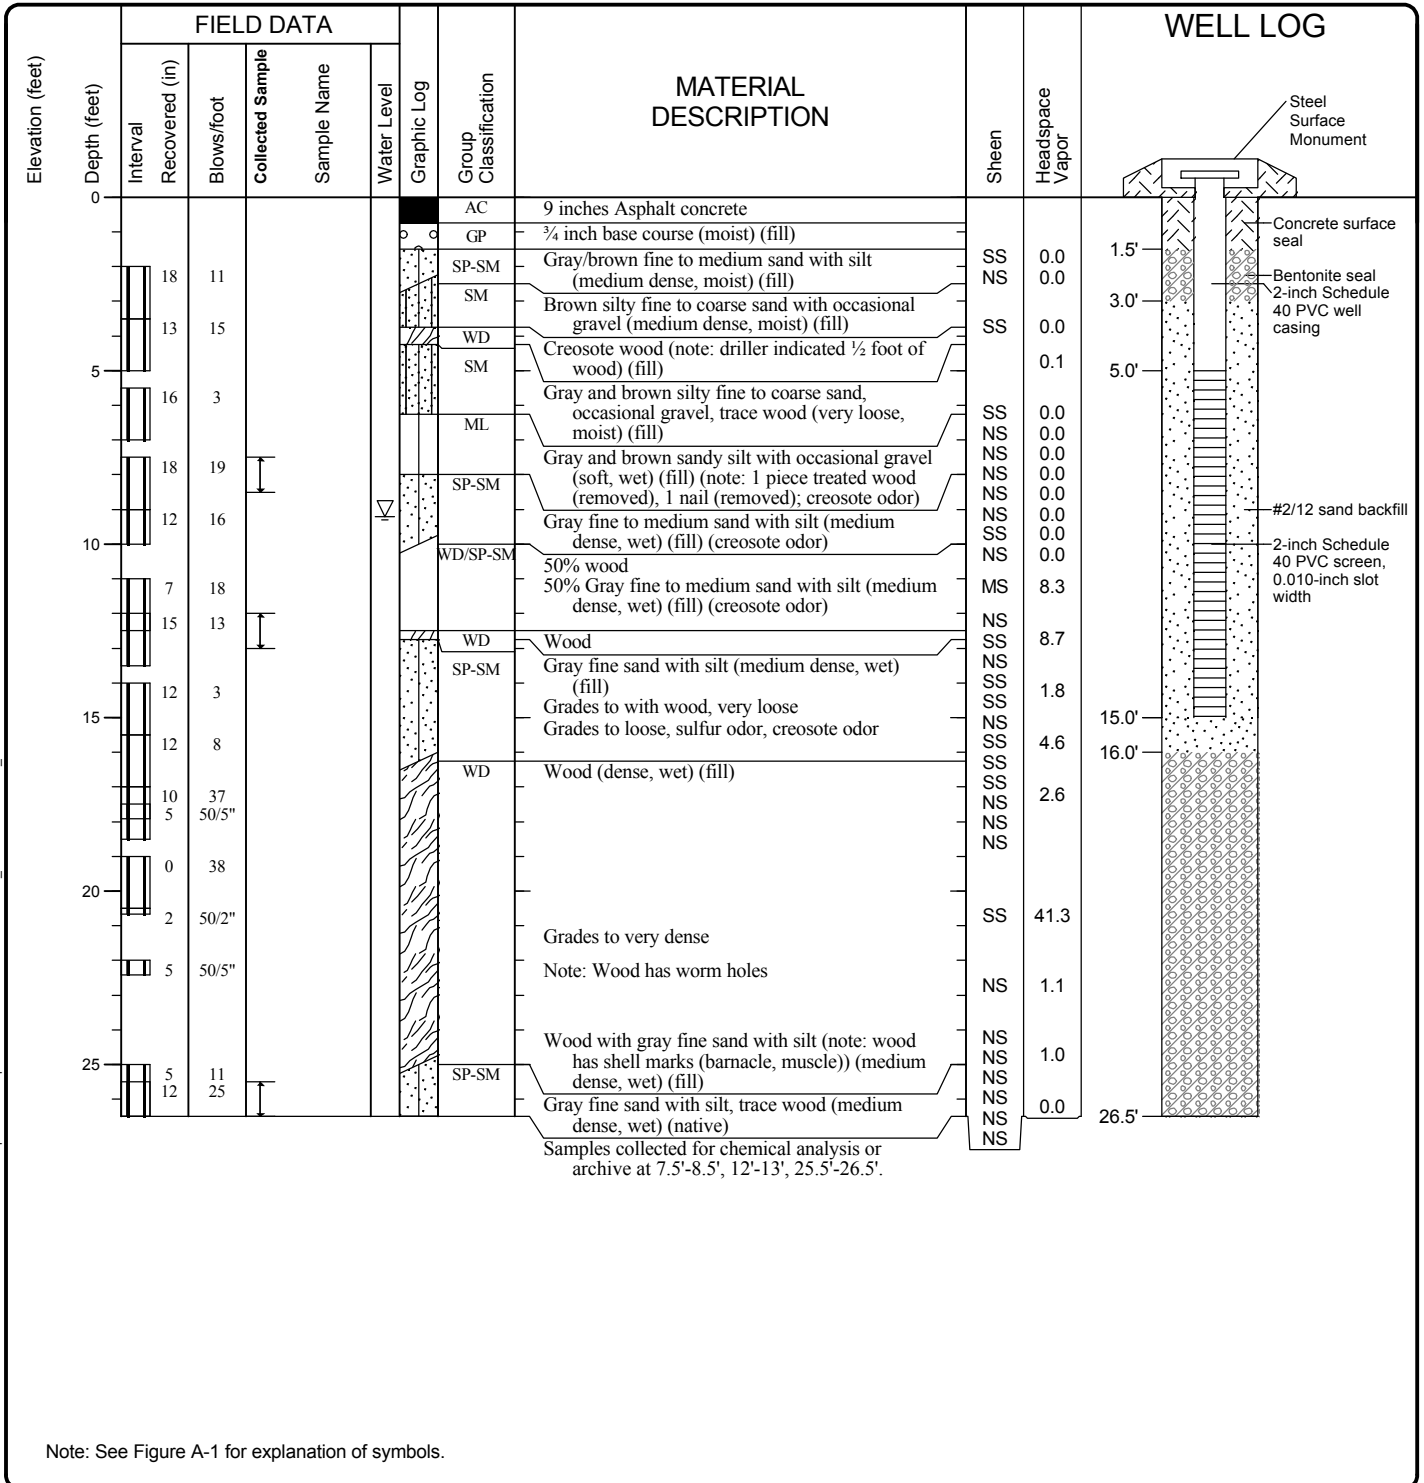 FIELD DATA
WELL LOG
Elevation (feet)
Depth (feet)
Interval
Recovered (in)
Blows/foot
Collected Sample
Sample Name
Water Level
Graphic Log
Group
Classification
MATERIAL
DESCRIPTION
Sheen
Headspace
Vapor
Steel
Surface
Monument
0
AC
9 inches Asphalt concrete
GP
¾ inch base course (moist) (fill)
SP-SM
Gray/brown fine to medium sand with silt
(medium dense, moist) (fill)
SM
Brown silty fine to coarse sand with occasional
gravel (medium dense, moist) (fill)
WD
Creosote wood (note: driller indicated ½ foot of
wood) (fill)
SM
Gray and brown silty fine to coarse sand,
occasional gravel, trace wood (very loose,
moist) (fill)
ML
Gray and brown sandy silt with occasional gravel
(soft, wet) (fill) (note: 1 piece treated wood
(removed), 1 nail (removed); creosote odor)
SP-SM
Gray fine to medium sand with silt (medium
dense, wet) (fill) (creosote odor)
WD/SP-SM
50% wood
50% Gray fine to medium sand with silt (medium
dense, wet) (fill) (creosote odor)
WD
Wood
SP-SM
Gray fine sand with silt (medium dense, wet)
(fill)
Grades to with wood, very loose
Grades to loose, sulfur odor, creosote odor
WD
Wood (dense, wet) (fill)
Grades to very dense
Note: Wood has worm holes
Wood with gray fine sand with silt (note: wood
has shell marks (barnacle, muscle)) (medium
dense, wet) (fill)
SP-SM
Gray fine sand with silt, trace wood (medium
dense, wet) (native)
Samples collected for chemical analysis or
archive at 7.5'-8.5', 12'-13', 25.5'-26.5'.
5
10
15
20
25
18 11
13 15
16 3
18 19
12 16
7 18
15 13
12 3
12 8
10 37
5 50/5"
0 38
2 50/2"
5 50/5"
5 11
12 25
SS 0.0
NS 0.0
SS 0.0
0.1
SS 0.0
NS 0.0
NS 0.0
NS 0.0
NS 0.0
NS 0.0
SS 0.0
NS 0.0
MS 8.3
NS
SS 8.7
NS
SS
1.8
SS
NS
SS 4.6
SS
SS
NS 2.6
NS
NS
SS 41.3
NS 1.1
NS
NS 1.0
NS
NS
0.0
NS
NS
1.5'
3.0'
5.0'
15.0'
16.0'
26.5'
Concrete surface
seal
Bentonite seal
2-inch Schedule
40 PVC well
casing
#2/12 sand backfill
2-inch Schedule
40 PVC screen,
0.010-inch slot
width
Note: See Figure A-1 for explanation of symbols.